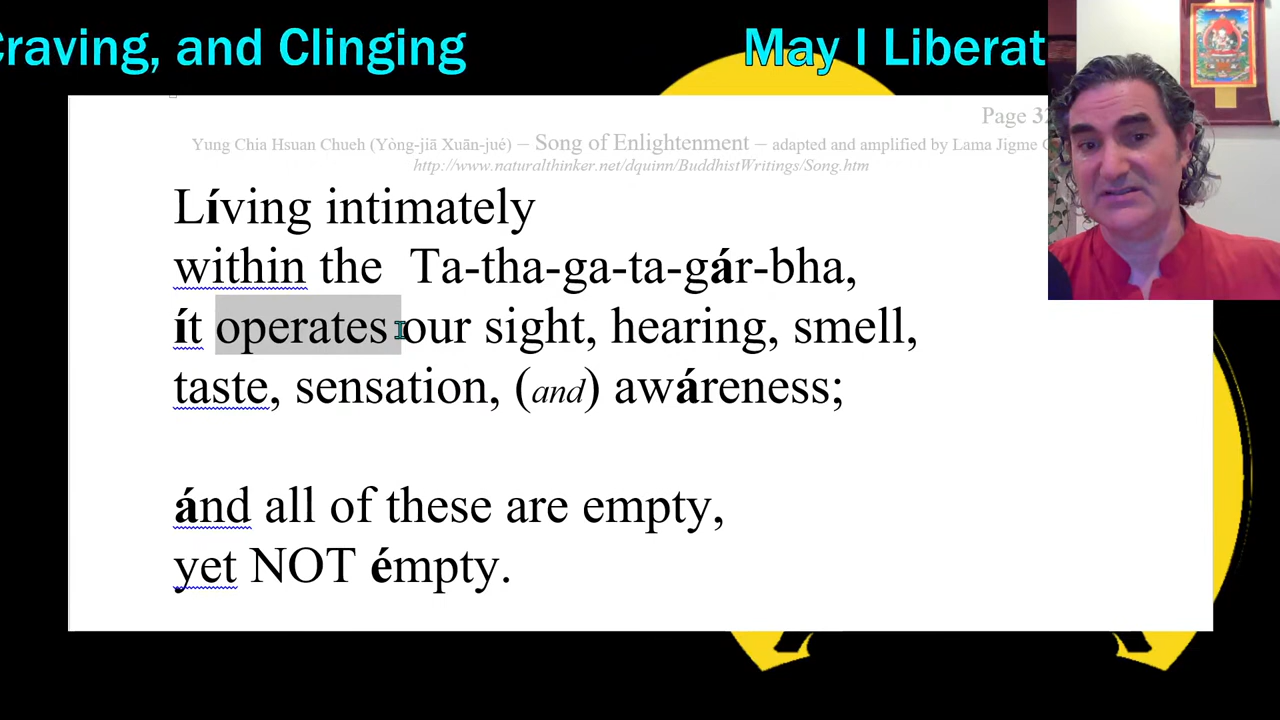 Craving, and Clinging May I Liberat
Page 32
Yung Chia Hsuan Chueh (Yòng-jiā Xuān-jué) – Song of Enlightenment – adapted and amplified by Lama Jigme
http://www.naturalthinker.net/dquinn/BuddhistWritings/Song.htm
Líving intimately
within the Ta-tha-ga-ta-gár-bha,
ít operates our sight, hearing, smell,
taste, sensation, (and) awáreness;
ánd all of these are empty,
yet NOT émpty.